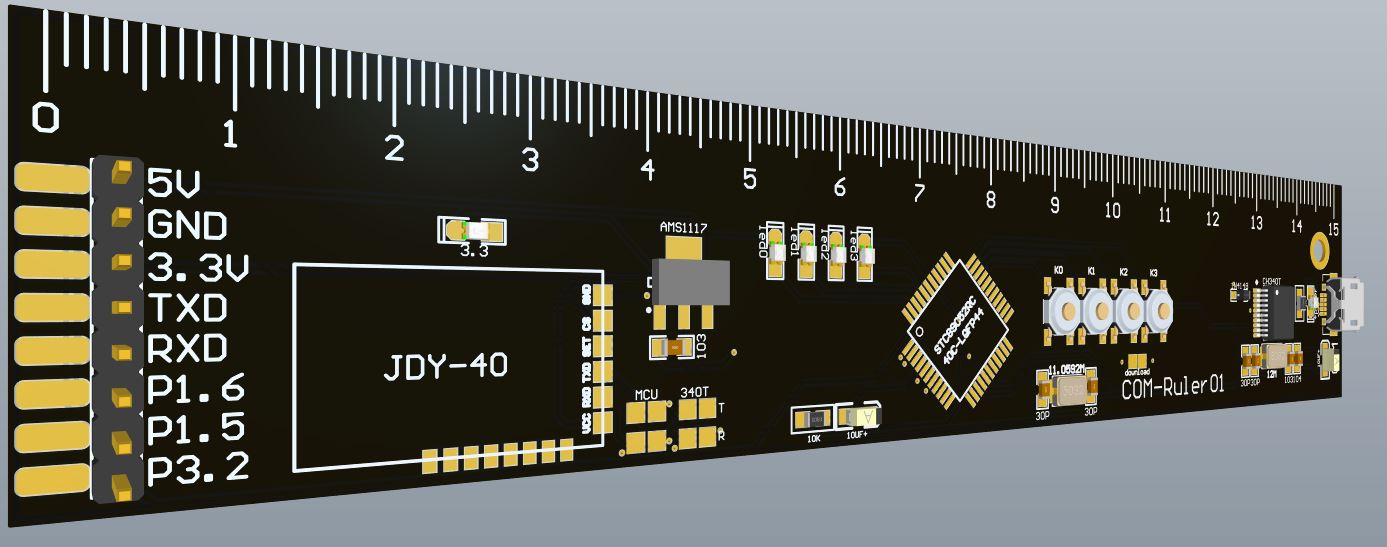 0 1 2 3 4 5 6 7 8 9 10 11 12 13 14 15
5V
GND
3.3V
TXD
RXD
P1.6
P1.5
P3.2
3.3
JDY-40
GND
CS
SET
TXD
RXD
VCC
AMS1117
103
MCU 340T
T
R
led0 led1 led2 led3
10K
10UF+
STC89C52RC
40C-LQFP44
K0 K1 K2 K3
11.0592M
30P 30P
download
COM-Ruler01
CH340T
30P30P
12M